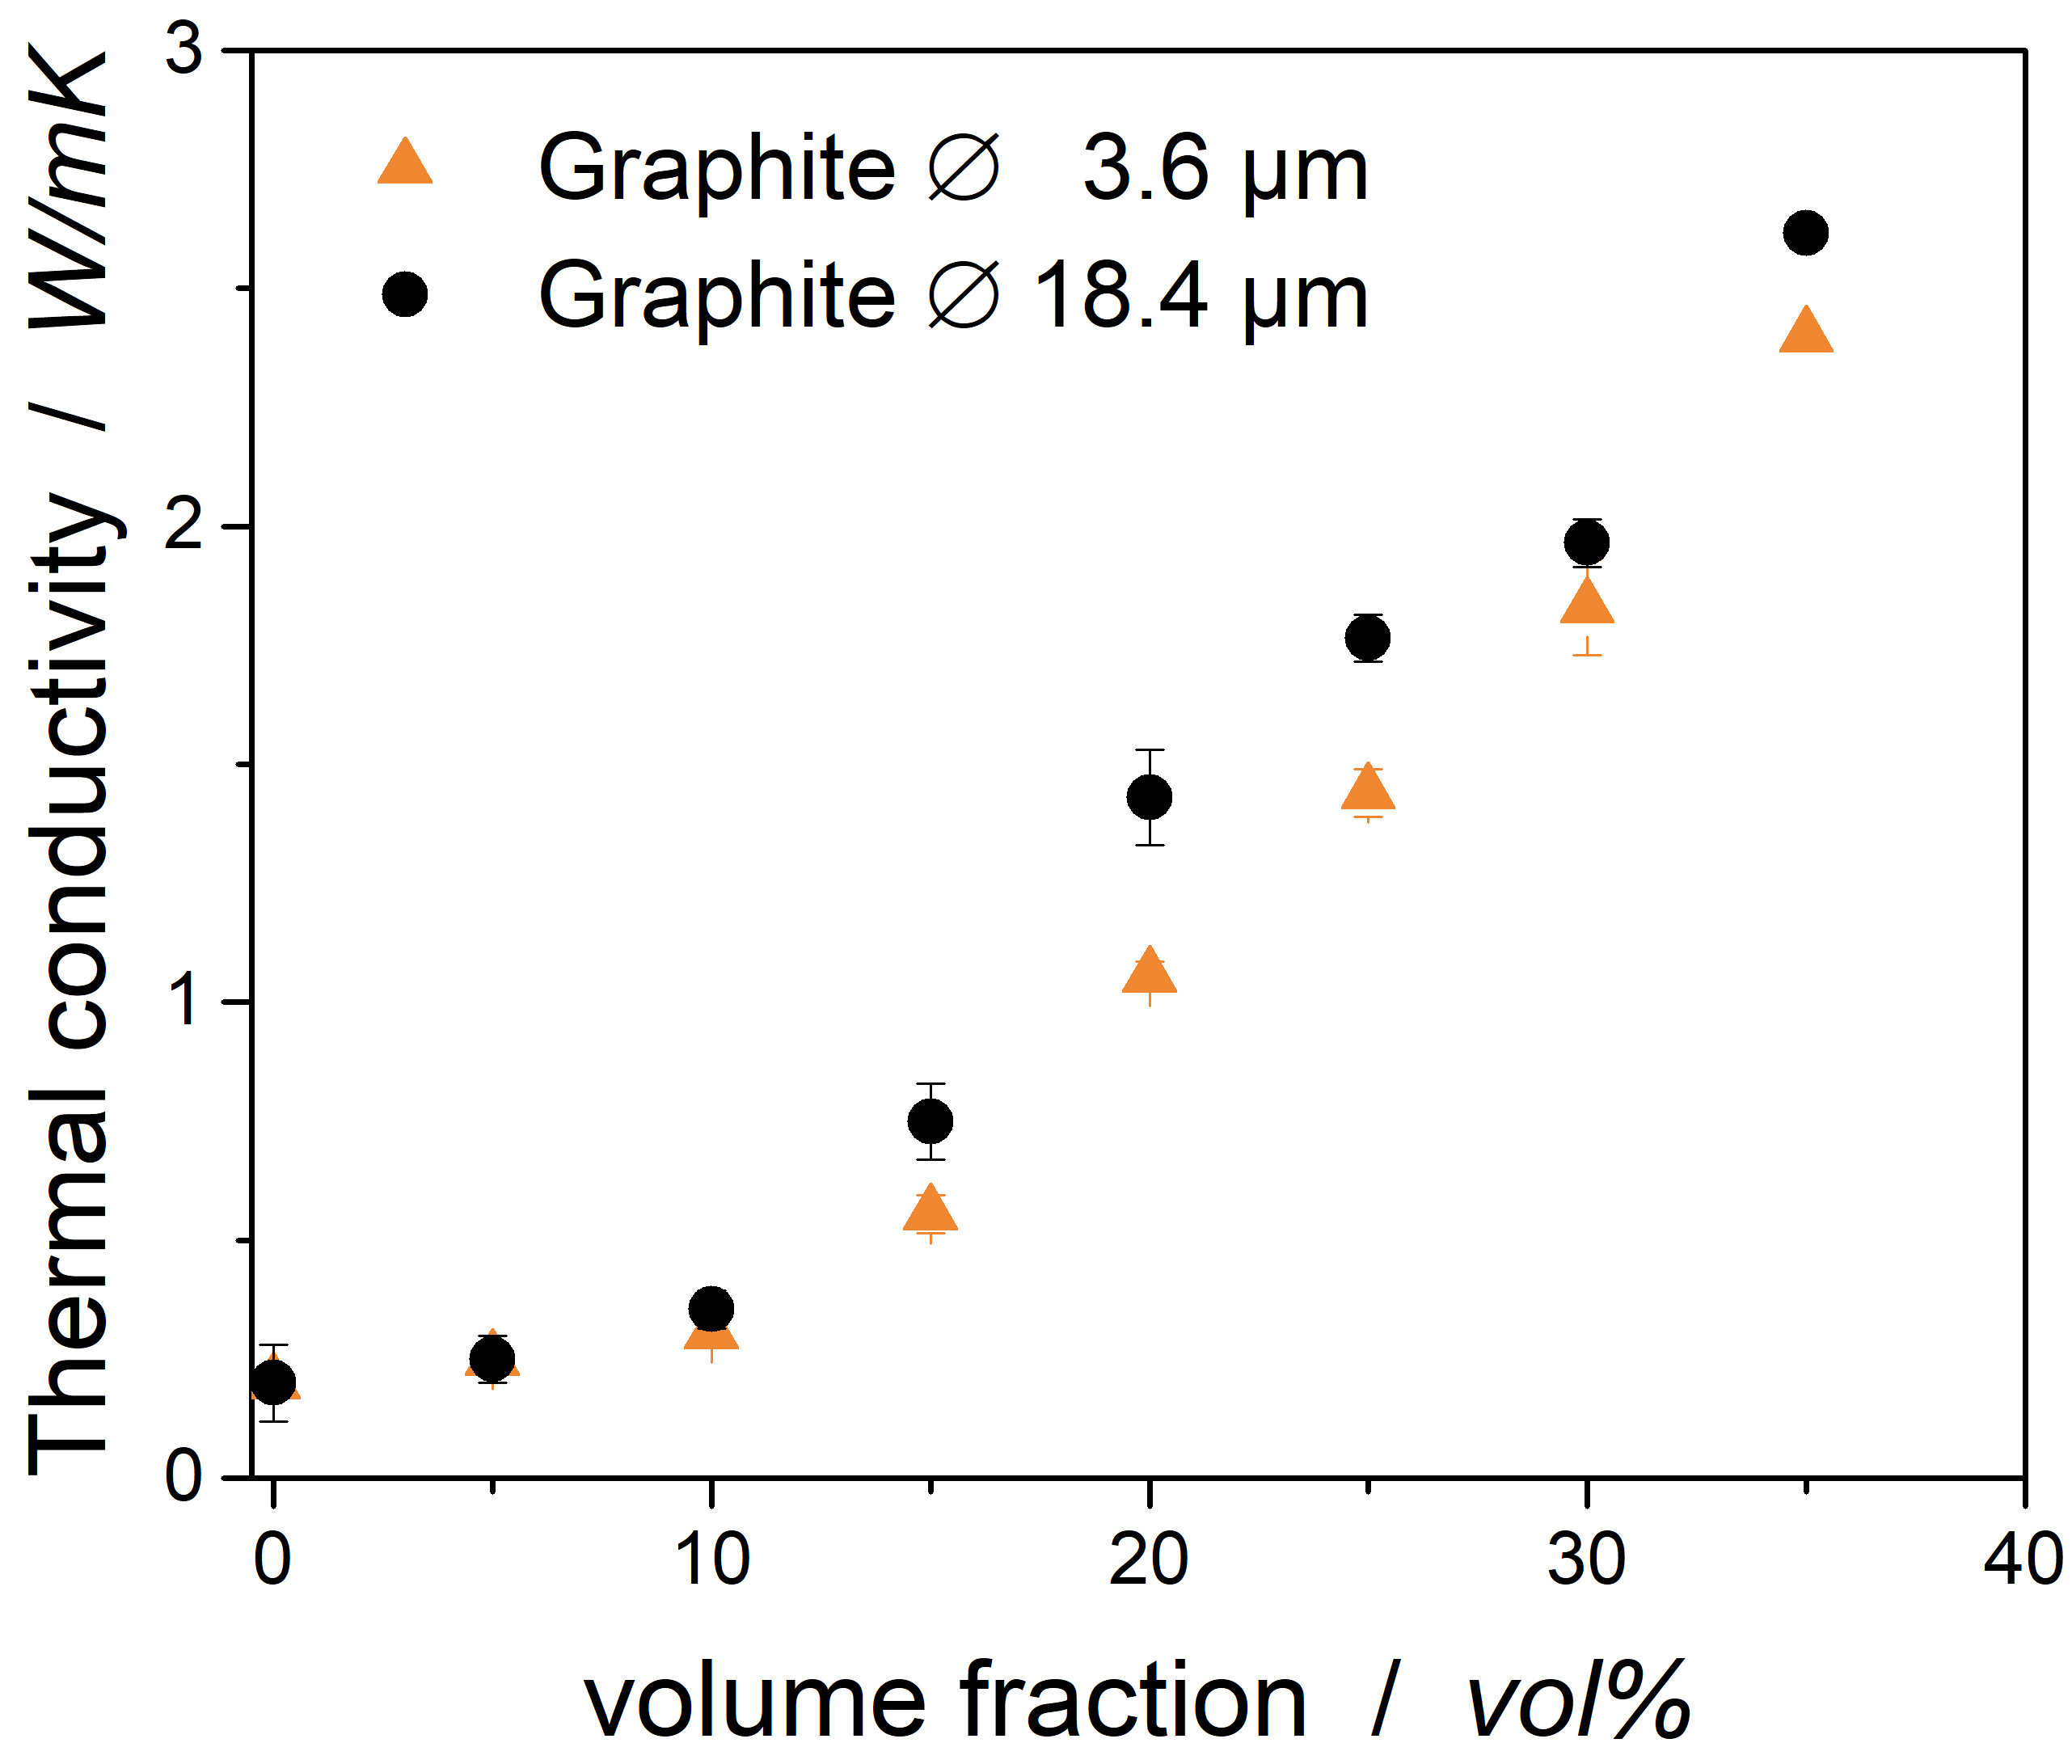 Thermal conductivity / W/mK
3
2
1
0
Graphite ∅ 3.6 µm
Graphite ∅ 18.4 µm
0 10 20 30 40
volume fraction / vol%